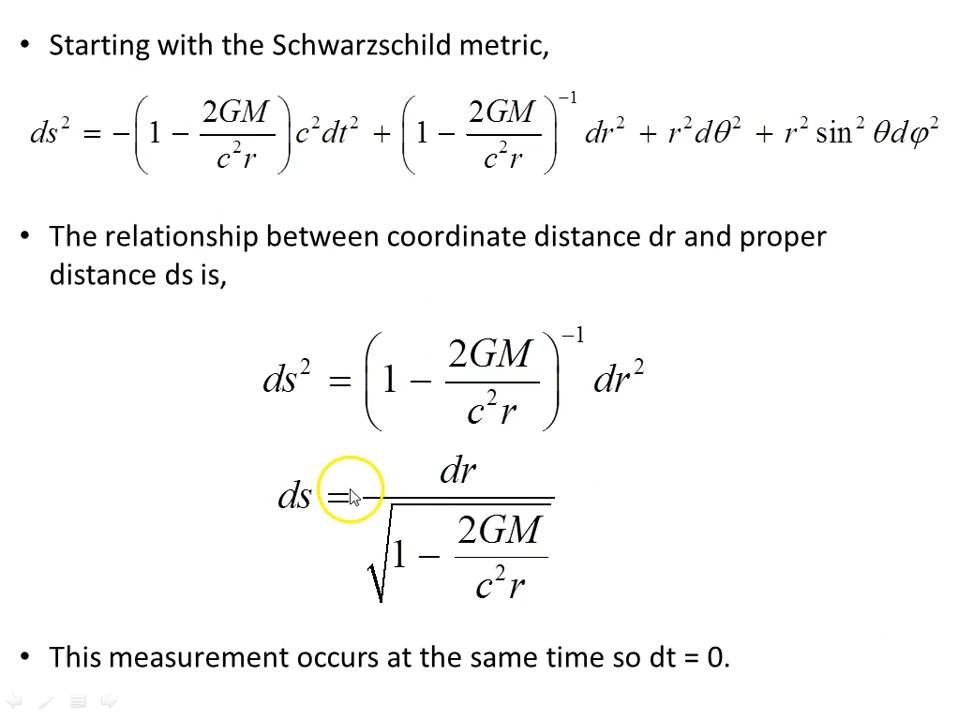 • Starting with the Schwarzschild metric,
ds² = −(1 − 2GM/c²r)c²dt² + (1 − 2GM/c²r)⁻¹ dr² + r²dθ² + r² sin² θdφ²
• The relationship between coordinate distance dr and proper
distance ds is,
ds² = (1 − 2GM/c²r)⁻¹ dr²
ds = dr/√(1 − 2GM/c²r)
• This measurement occurs at the same time so dt = 0.